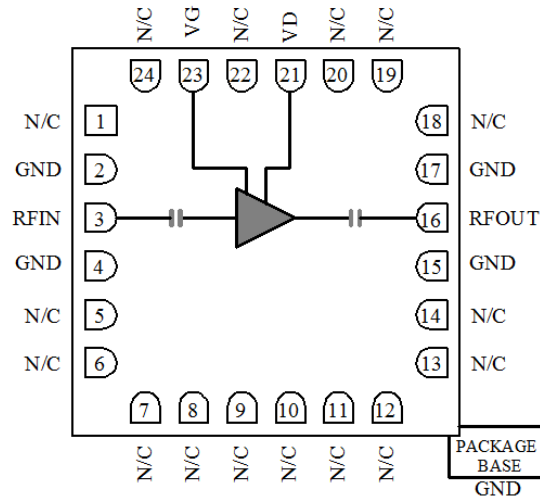 N/C VG N/C VD N/C N/C
24 23 22 21 20 19
N/C 1 18 N/C
GND 2 17 GND
RFIN 3 16 RFOUT
GND 4 15 GND
N/C 5 14 N/C
N/C 6 13 N/C
7 8 9 10 11 12
N/C N/C N/C N/C N/C N/C
PACKAGE
BASE
GND